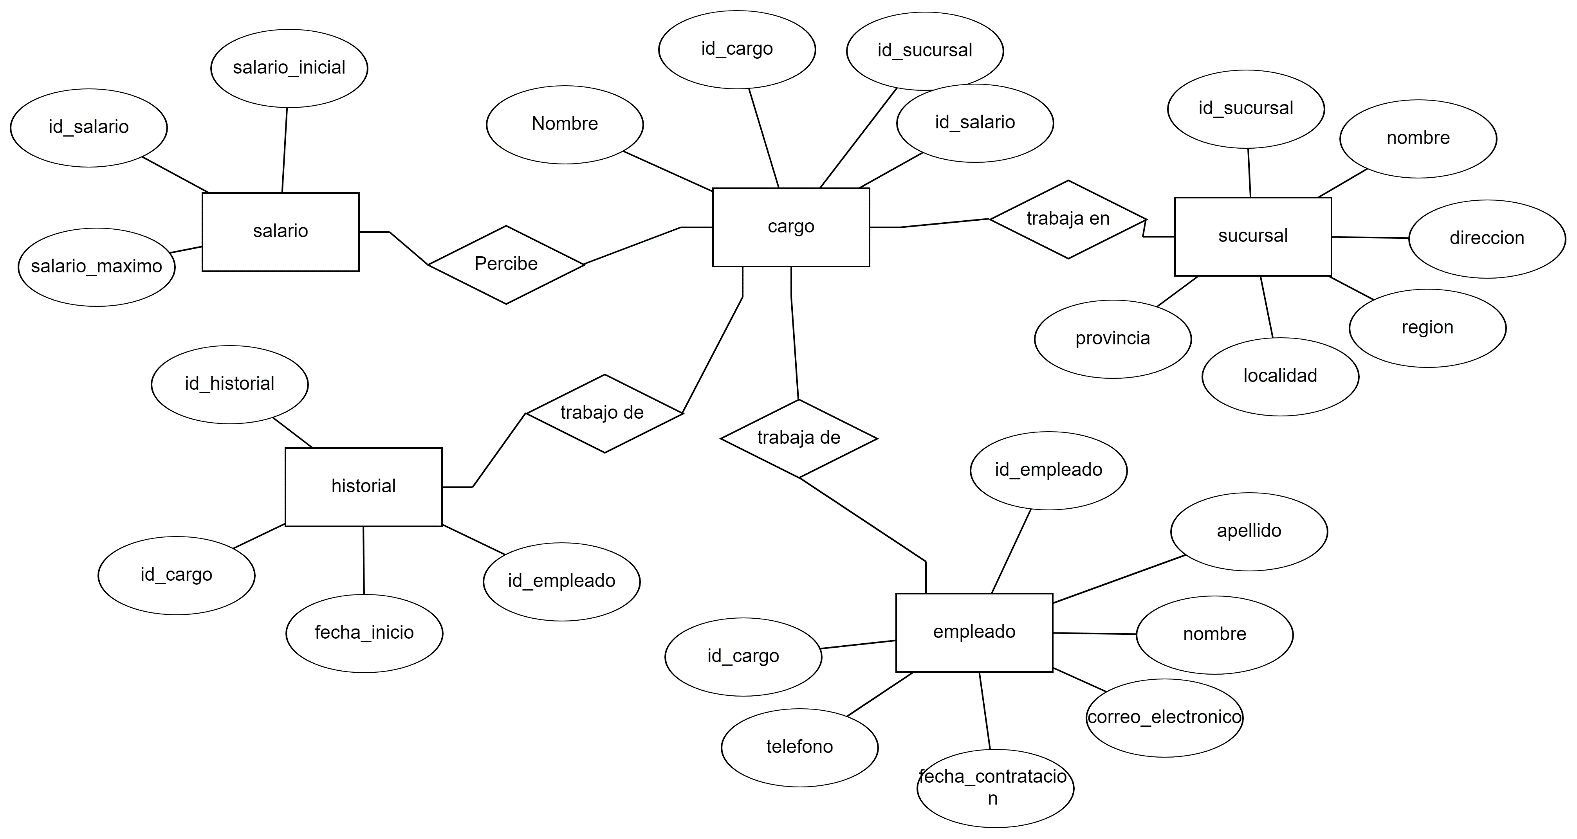 id_cargo
id_sucursal
salario_inicial
id_salario
Nombre
id_salario
id_sucursal
nombre
salario
cargo
trabaja en
sucursal
direccion
salario_maximo
Percibe
provincia
region
localidad
id_historial
trabajo de
trabaja de
id_empleado
historial
apellido
id_cargo
id_empleado
fecha_inicio
empleado
nombre
id_cargo
correo_electronico
telefono
fecha_contratacio
n